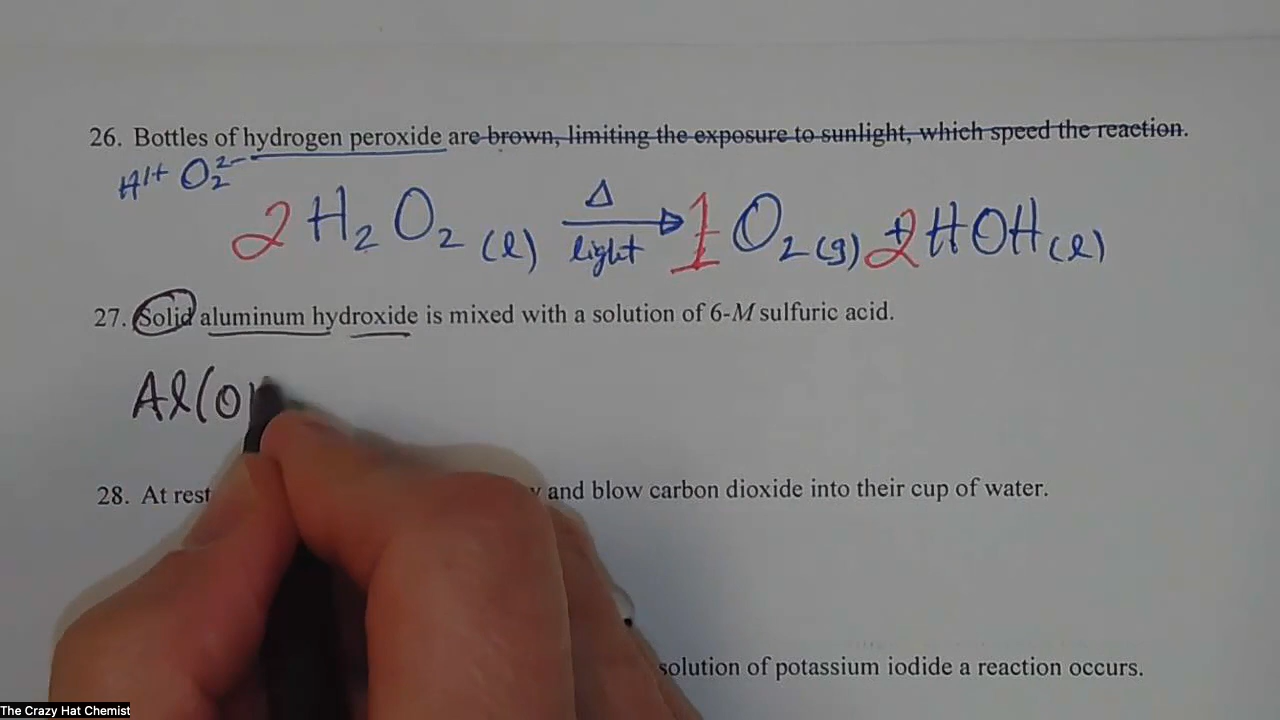 26. Bottles of hydrogen peroxide are brown, limiting the exposure to sunlight, which speed the reaction.
H1+ O₂2-
Δ
2 H₂O₂ (l) → 1 O₂(g) + 2 HOH (l)
light
27. Solid aluminum hydroxide is mixed with a solution of 6-M sulfuric acid.
Al(O
28. At rest and blow carbon dioxide into their cup of water.
solution of potassium iodide a reaction occurs.
The Crazy Hat Chemist